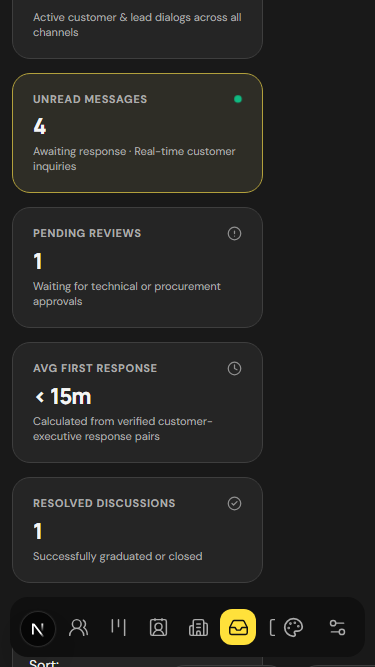 Active customer & lead dialogs across all
channels
UNREAD MESSAGES
4
Awaiting response · Real-time customer
inquiries
PENDING REVIEWS
1
Waiting for technical or procurement
approvals
AVG FIRST RESPONSE
< 15m
Calculated from verified customer-
executive response pairs
RESOLVED DISCUSSIONS
1
Successfully graduated or closed
N
Sort: